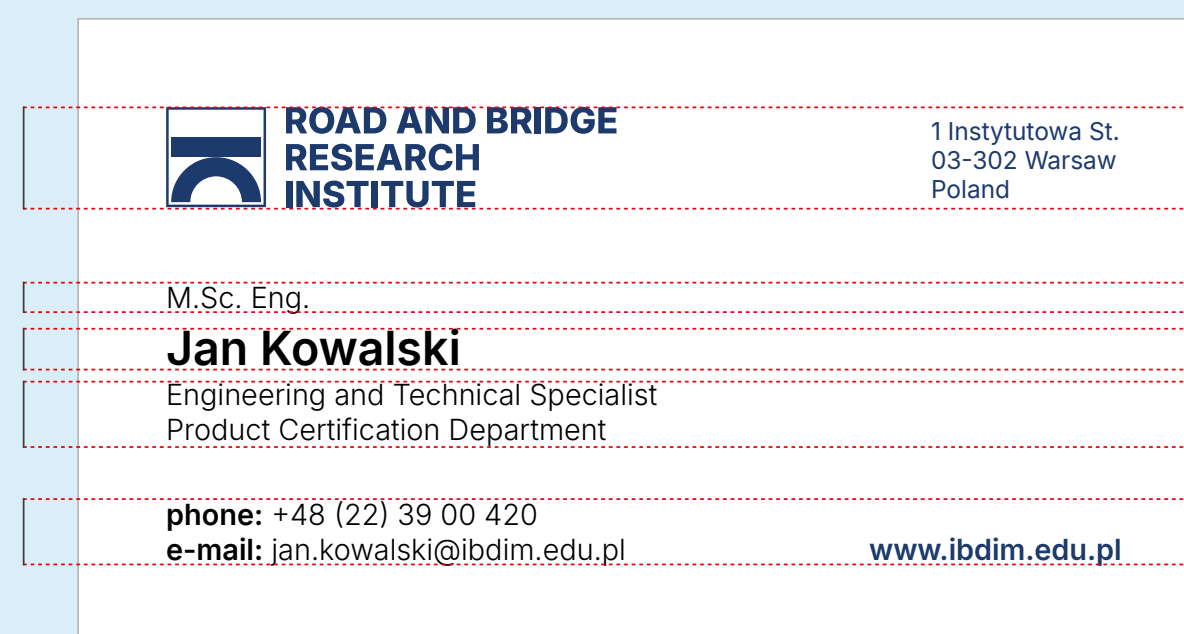 ROAD AND BRIDGE
RESEARCH
INSTITUTE
1 Instytutowa St.
03-302 Warsaw
Poland
M.Sc. Eng.
Jan Kowalski
Engineering and Technical Specialist
Product Certification Department
phone: +48 (22) 39 00 420
e-mail: jan.kowalski@ibdim.edu.pl
www.ibdim.edu.pl